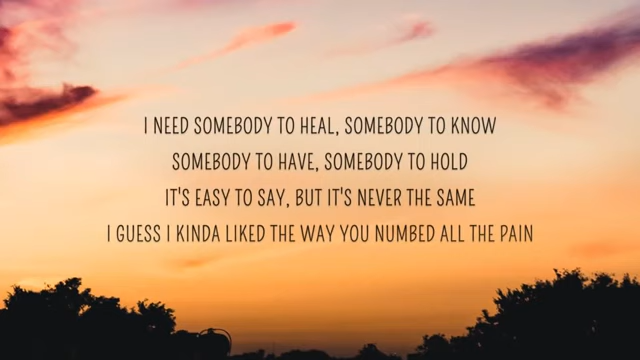 I NEED SOMEBODY TO HEAL, SOMEBODY TO KNOW
SOMEBODY TO HAVE, SOMEBODY TO HOLD
IT'S EASY TO SAY, BUT IT'S NEVER THE SAME
I GUESS I KINDA LIKED THE WAY YOU NUMBED ALL THE PAIN